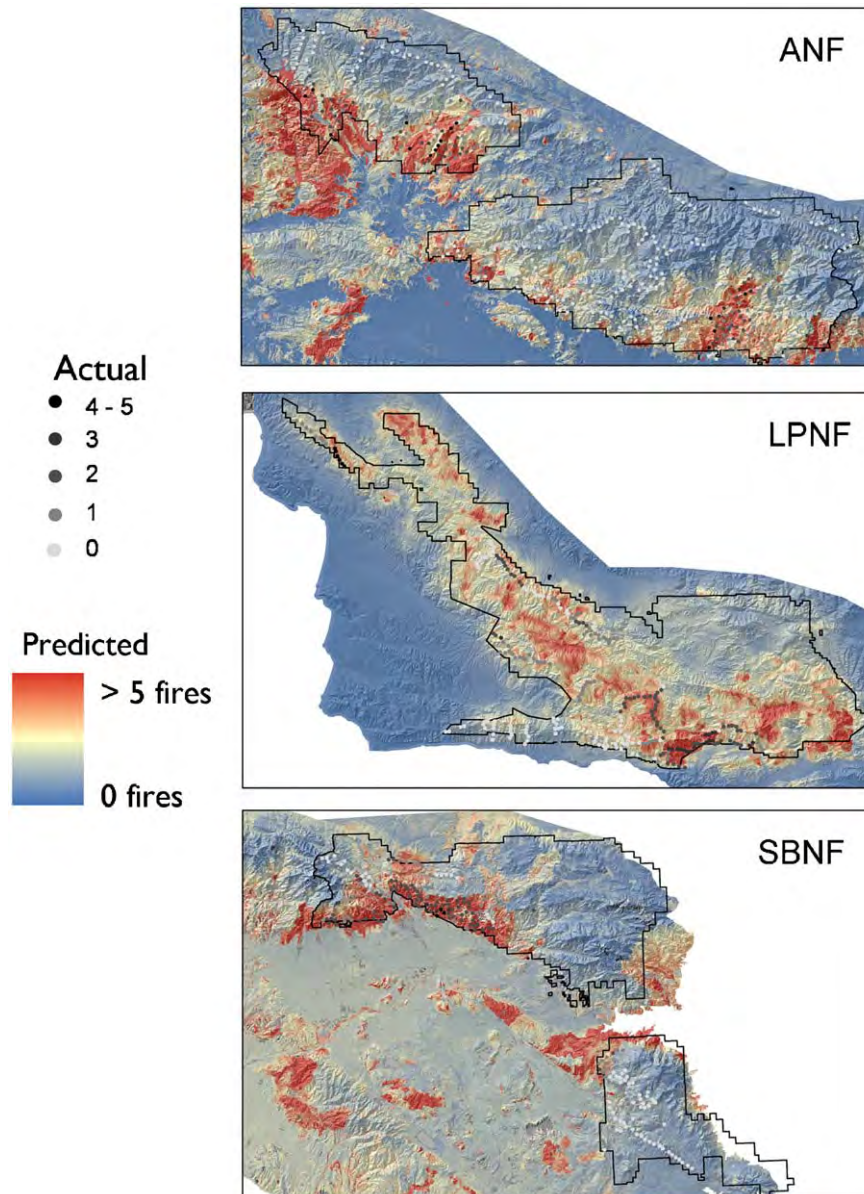 ANF
Actual
4 - 5
3
2
1
0
LPNF
Predicted
> 5 fires
0 fires
SBNF